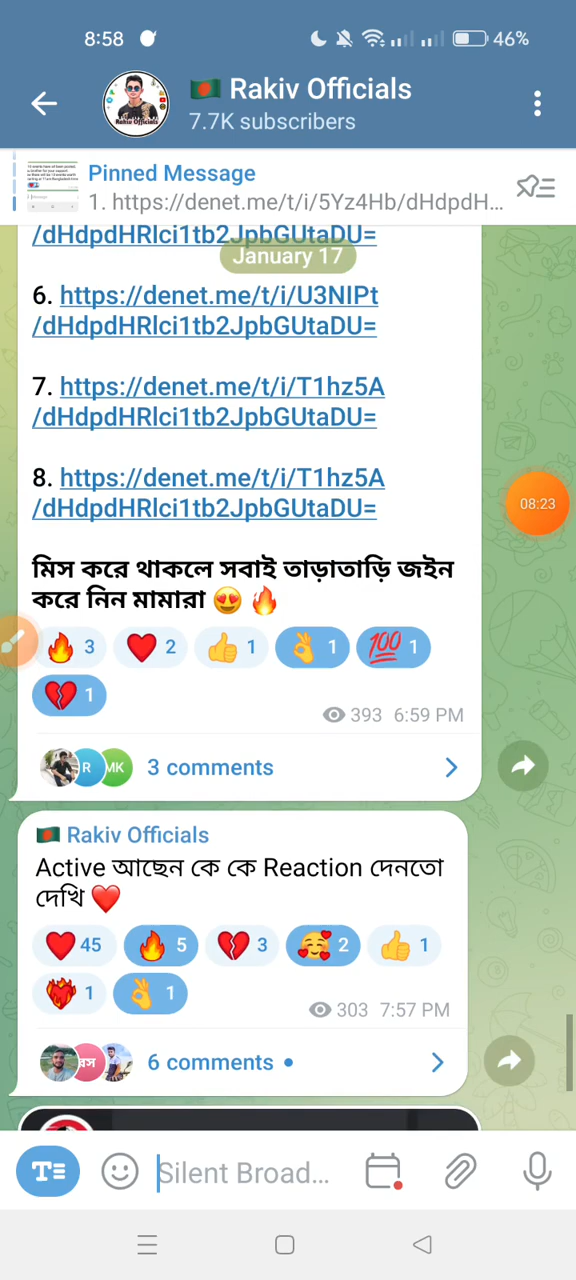 8:58
46%
🇧🇩 Rakiv Officials
7.7K subscribers
Pinned Message
1. https://denet.me/t/i/5Yz4Hb/dHdpdH...
/dHdpdHRlci1tb2JpbGUtaDU=
January 17
6. https://denet.me/t/i/U3NIPt
/dHdpdHRlci1tb2JpbGUtaDU=
7. https://denet.me/t/i/T1hz5A
/dHdpdHRlci1tb2JpbGUtaDU=
8. https://denet.me/t/i/T1hz5A
/dHdpdHRlci1tb2JpbGUtaDU=
08:23
মিস করে থাকলে সবাই তাড়াতাড়ি জইন
করে নিন মামারা 😍 🔥
🔥 3 ❤️ 2 👍 1 👌 1 💯 1
💔 1
393 6:59 PM
R MK 3 comments
🇧🇩 Rakiv Officials
Active আছেন কে কে Reaction দেনতো
দেখি ❤️
❤️ 45 🔥 5 💔 3 🥰 2 👍 1
❤️‍🔥 1 👌 1
303 7:57 PM
6 comments
Silent Broad...